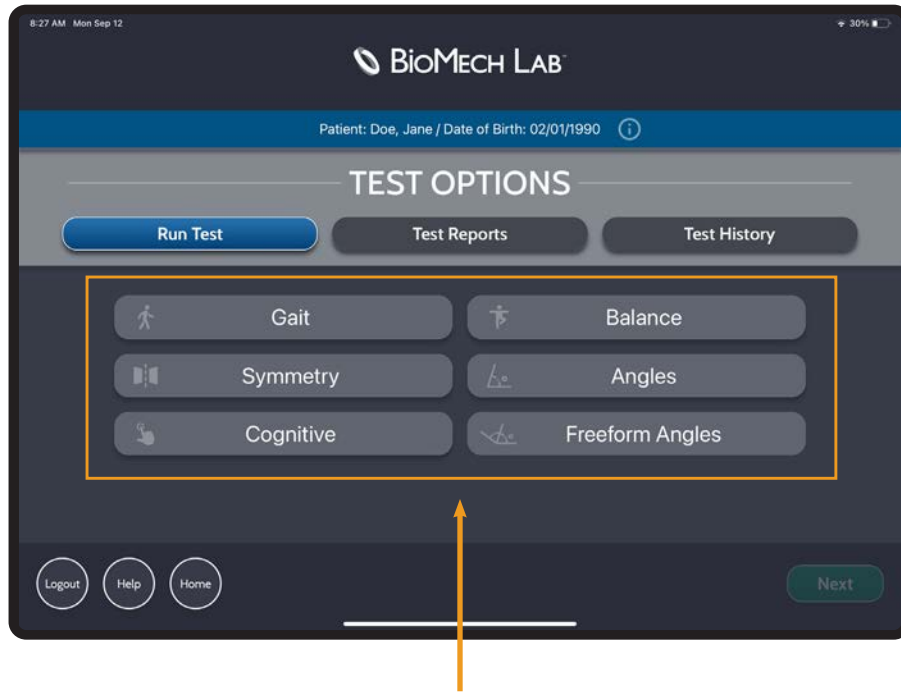 8:27 AM Mon Sep 12 30%
BIOMECH LAB™
Patient: Doe, Jane / Date of Birth: 02/01/1990 i
TEST OPTIONS
Run Test Test Reports Test History
Gait Balance
Symmetry Angles
Cognitive Freeform Angles
Logout Help Home Next